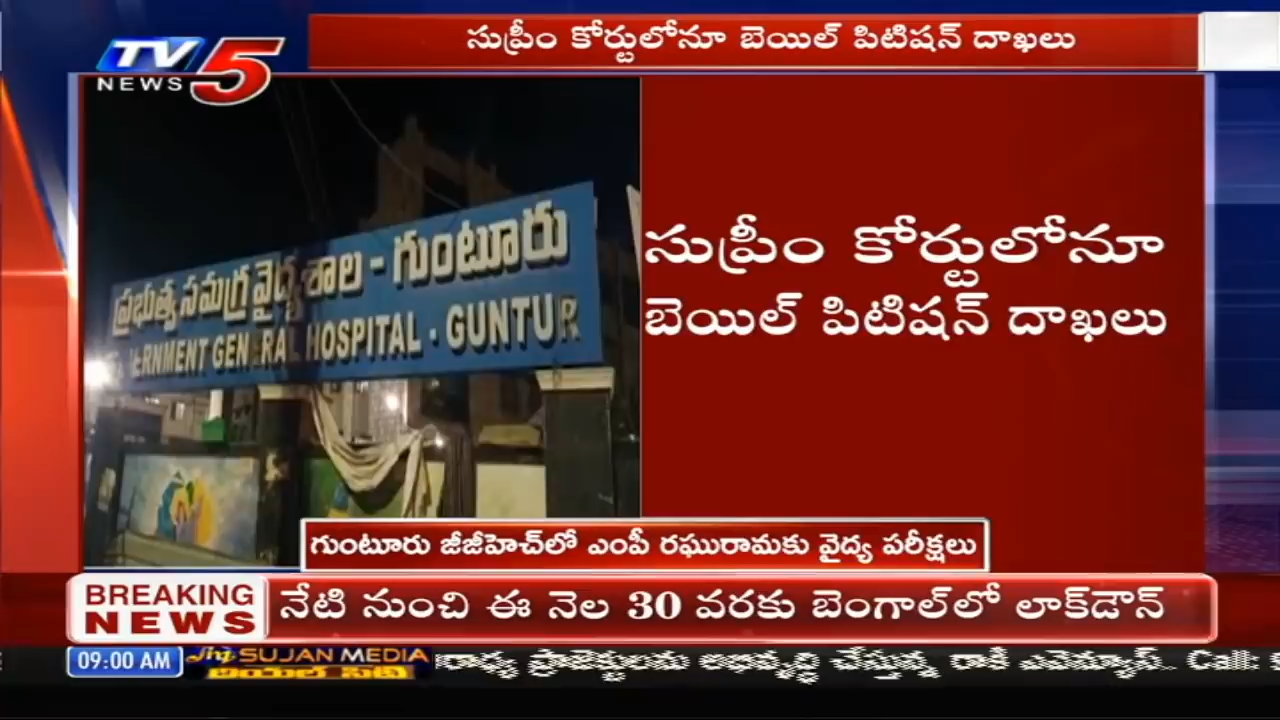 TV5
NEWS
సుప్రీం కోర్టులోనూ బెయిల్ పిటిషన్ దాఖలు
ప్రభుత్వ సమగ్ర వైద్యశాల - గుంటూరు
ERNMENT GENERAL HOSPITAL - GUNTUR
సుప్రీం కోర్టులోనూ
బెయిల్ పిటిషన్ దాఖలు
గుంటూరు జీజీహెచ్‌లో ఎంపీ రఘురామకు వైద్య పరీక్షలు
BREAKING
NEWS
నేటి నుంచి ఈ నెల 30 వరకు బెంగాల్‌లో లాక్‌డౌన్
09:00 AM
SUJAN MEDIA
Call: